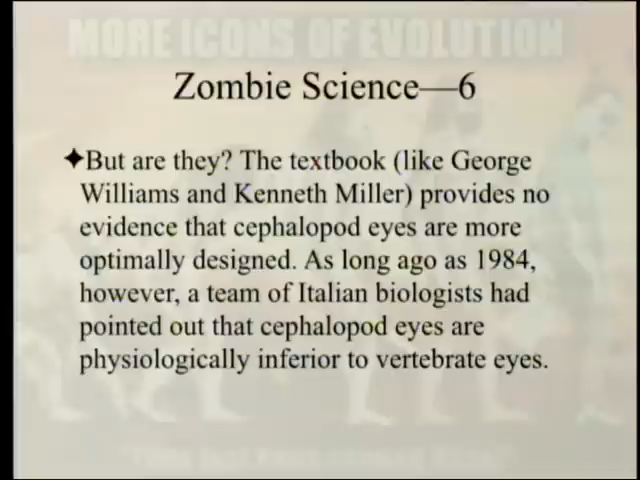 MORE ICONS OF EVOLUTION
Zombie Science—6
✦But are they? The textbook (like George
Williams and Kenneth Miller) provides no
evidence that cephalopod eyes are more
optimally designed. As long ago as 1984,
however, a team of Italian biologists had
pointed out that cephalopod eyes are
physiologically inferior to vertebrate eyes.